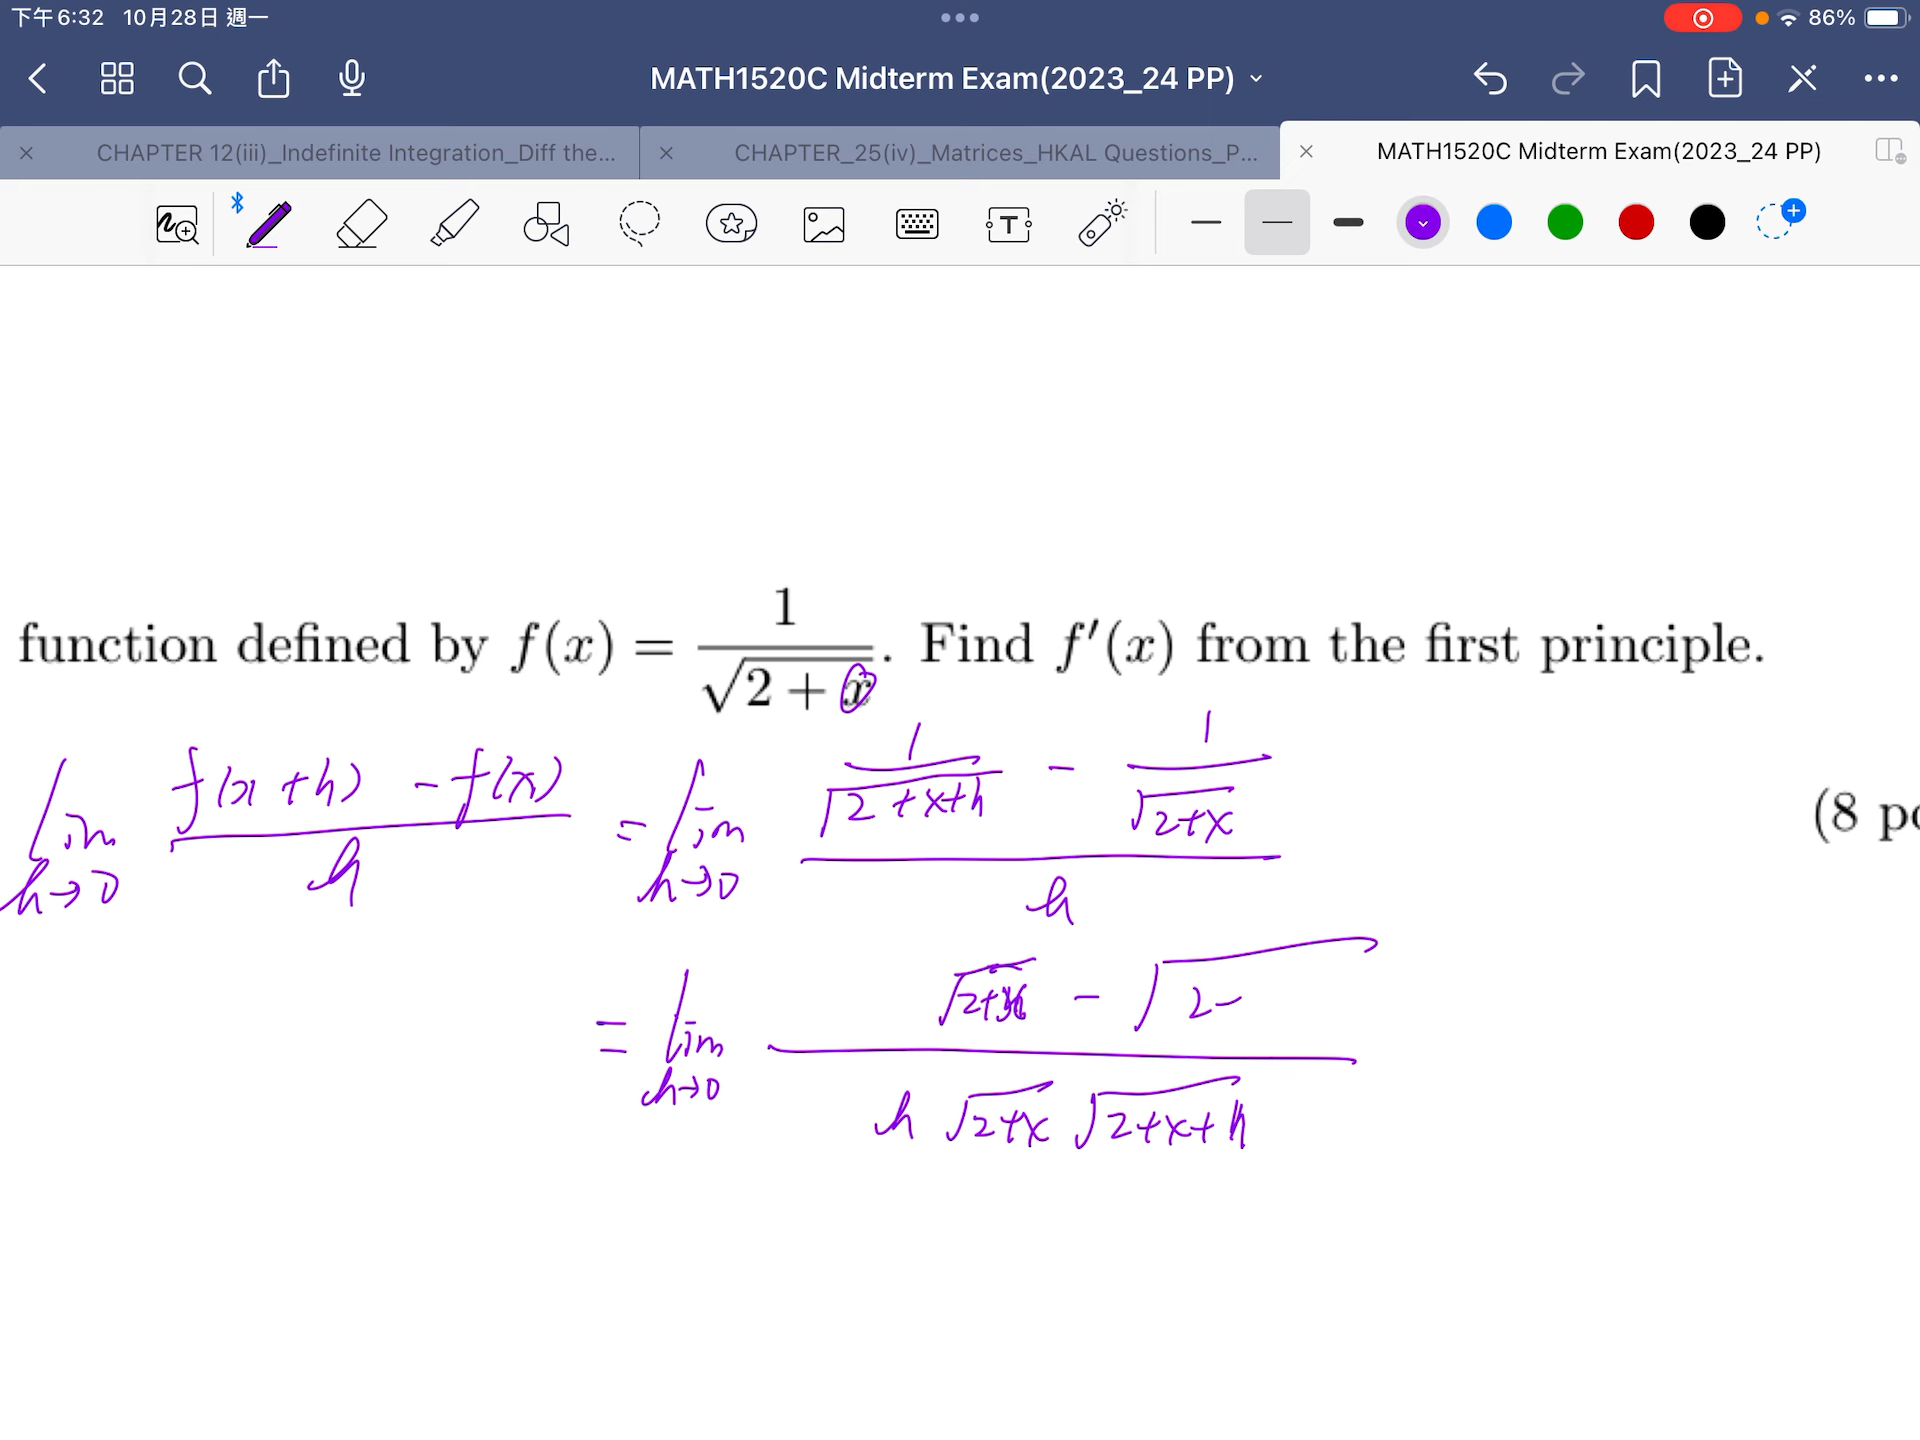 下午6:32 10月28日 週一 86%
MATH1520C Midterm Exam(2023_24 PP)
CHAPTER 12(iii)_Indefinite Integration_Diff the... CHAPTER_25(iv)_Matrices_HKAL Questions_P... MATH1520C Midterm Exam(2023_24 PP)
T
function defined by f(x) = 1/√(2 + x). Find f′(x) from the first principle.
lim h→0 (f(x+h) - f(x))/h = lim h→0 (1/√(2+x+h) - 1/√(2+x))/h
(8 po
= lim h→0 (√(2+x) - √(2-))/(h √(2+x) √(2+x+h))